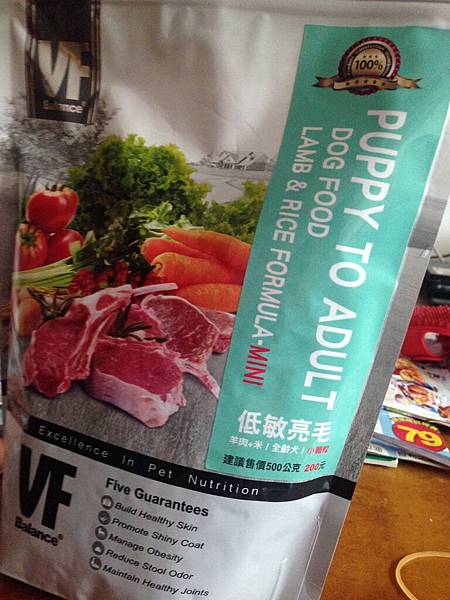 VF
Balance
100%
PUPPY TO ADULT
DOG FOOD
LAMB & RICE FORMULA-MINI
低敏亮毛
羊肉+米/全齡犬/小顆粒
建議售價500公克 200元
Excellence In Pet Nutrition
VF
Balance®
Five Guarantees
Build Healthy Skin
Promote Shiny Coat
Manage Obesity
Reduce Stool Odor
Maintain Healthy Joints
79